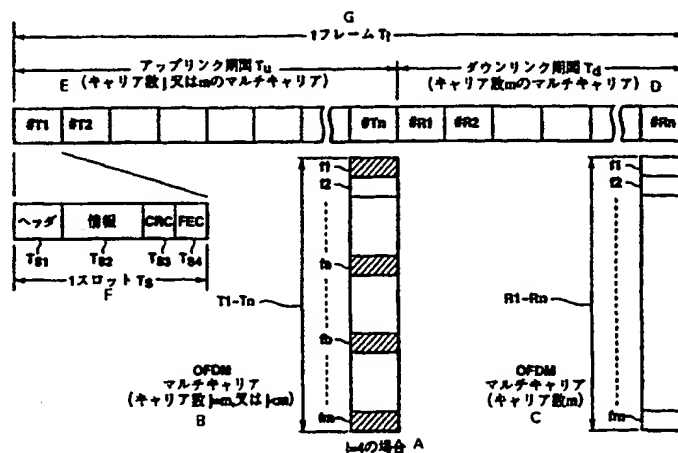 G
1フレーム Tf
アップリンク期間 Tu
E （キャリア数 j 又はmのマルチキャリア）
ダウンリンク期間 Td
（キャリア数mのマルチキャリア） D
#T1 #T2 #Tn #R1 #R2 #Rn
ヘッダ 情報 CRC FEC
TS1 TS2 TS3 TS4
1スロット TS
F
f1
f2
fa
fb
fm
T1-Tn
OFDM
マルチキャリア
（キャリア数 j=m,又は j<m）
B
j=4の場合 A
f1
f2
fm
R1-Rn
OFDM
マルチキャリア
（キャリア数m）
C